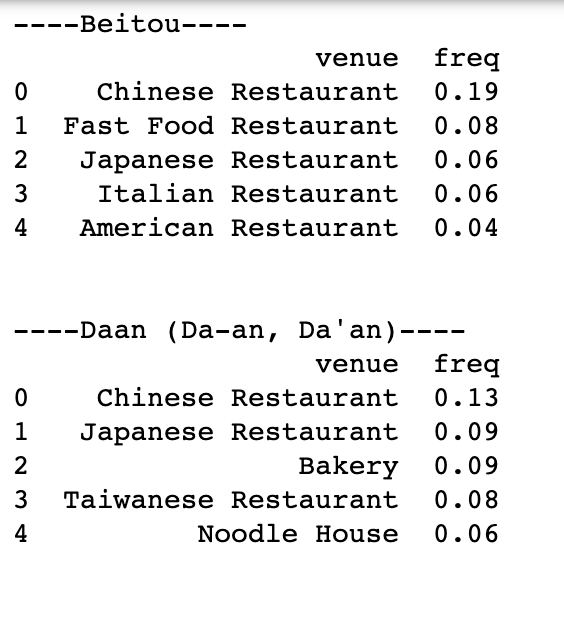 ----Beitou----
venue freq
0 Chinese Restaurant 0.19
1 Fast Food Restaurant 0.08
2 Japanese Restaurant 0.06
3 Italian Restaurant 0.06
4 American Restaurant 0.04
----Daan (Da-an, Da'an)----
venue freq
0 Chinese Restaurant 0.13
1 Japanese Restaurant 0.09
2 Bakery 0.09
3 Taiwanese Restaurant 0.08
4 Noodle House 0.06